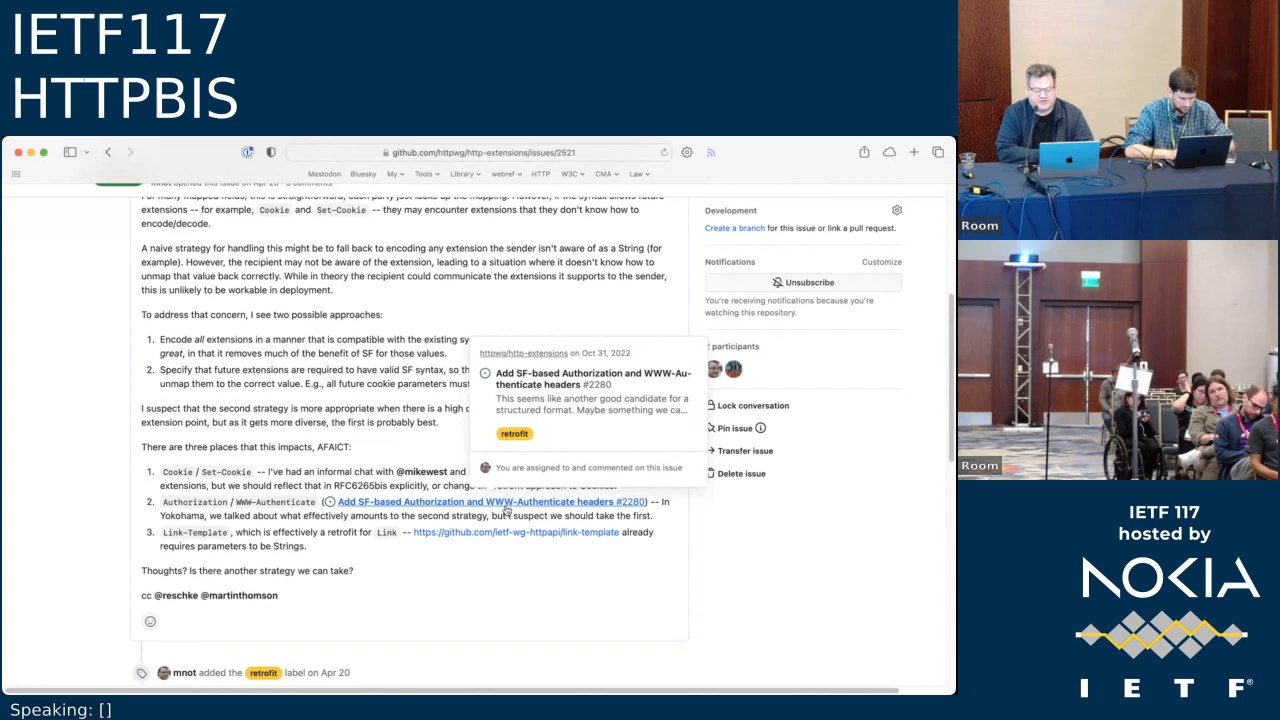 IETF117
HTTPBIS
github.com/httpwg/http-extensions/issues/2521
Mastodon Bluesky My Tools Library webref HTTP W3C CMA Law
extensions -- for example, Cookie and Set-Cookie -- they may encounter extensions that they don't know how to
encode/decode.
A naive strategy for handling this might be to fall back to encoding any extension the sender isn't aware of as a String (for
example). However, the recipient may not be aware of the extension, leading to a situation where it doesn't know how to
unmap that value back correctly. While in theory the recipient could communicate the extensions it supports to the sender,
this is unlikely to be workable in deployment.
To address that concern, I see two possible approaches:
1. Encode all extensions in a manner that is compatible with the existing sy
great, in that it removes much of the benefit of SF for those values.
2. Specify that future extensions are required to have valid SF syntax, so th
unmap them to the correct value. E.g., all future cookie parameters must
I suspect that the second strategy is more appropriate when there is a high d
extension point, but as it gets more diverse, the first is probably best.
There are three places that this impacts, AFAICT:
1. Cookie / Set-Cookie -- I've had an informal chat with @mikewest and
extensions, but we should reflect that in RFC6265bis explicitly, or change
2. Authorization / WWW-Authenticate ( Add SF-based Authorization and WWW-Authenticate headers #2280) -- In
Yokohama, we talked about what effectively amounts to the second strategy, but I suspect we should take the first.
3. Link-Template, which is effectively a retrofit for Link -- https://github.com/ietf-wg-httpapi/link-template already
requires parameters to be Strings.
Thoughts? Is there another strategy we can take?
cc @reschke @martinthomson
mnot added the retrofit label on Apr 20
httpwg/http-extensions on Oct 31, 2022
Add SF-based Authorization and WWW-Au-
thenticate headers #2280
This seems like another good candidate for a
structured format. Maybe something we ca...
retrofit
You are assigned to and commented on this issue
Development
Create a branch for this issue or link a pull request.
Notifications Customize
Unsubscribe
You're receiving notifications because you're
watching this repository.
participants
Lock conversation
Pin issue
Transfer issue
Delete issue
Room
Room
IETF 117
hosted by
NOKIA
I E T F®
Speaking: []